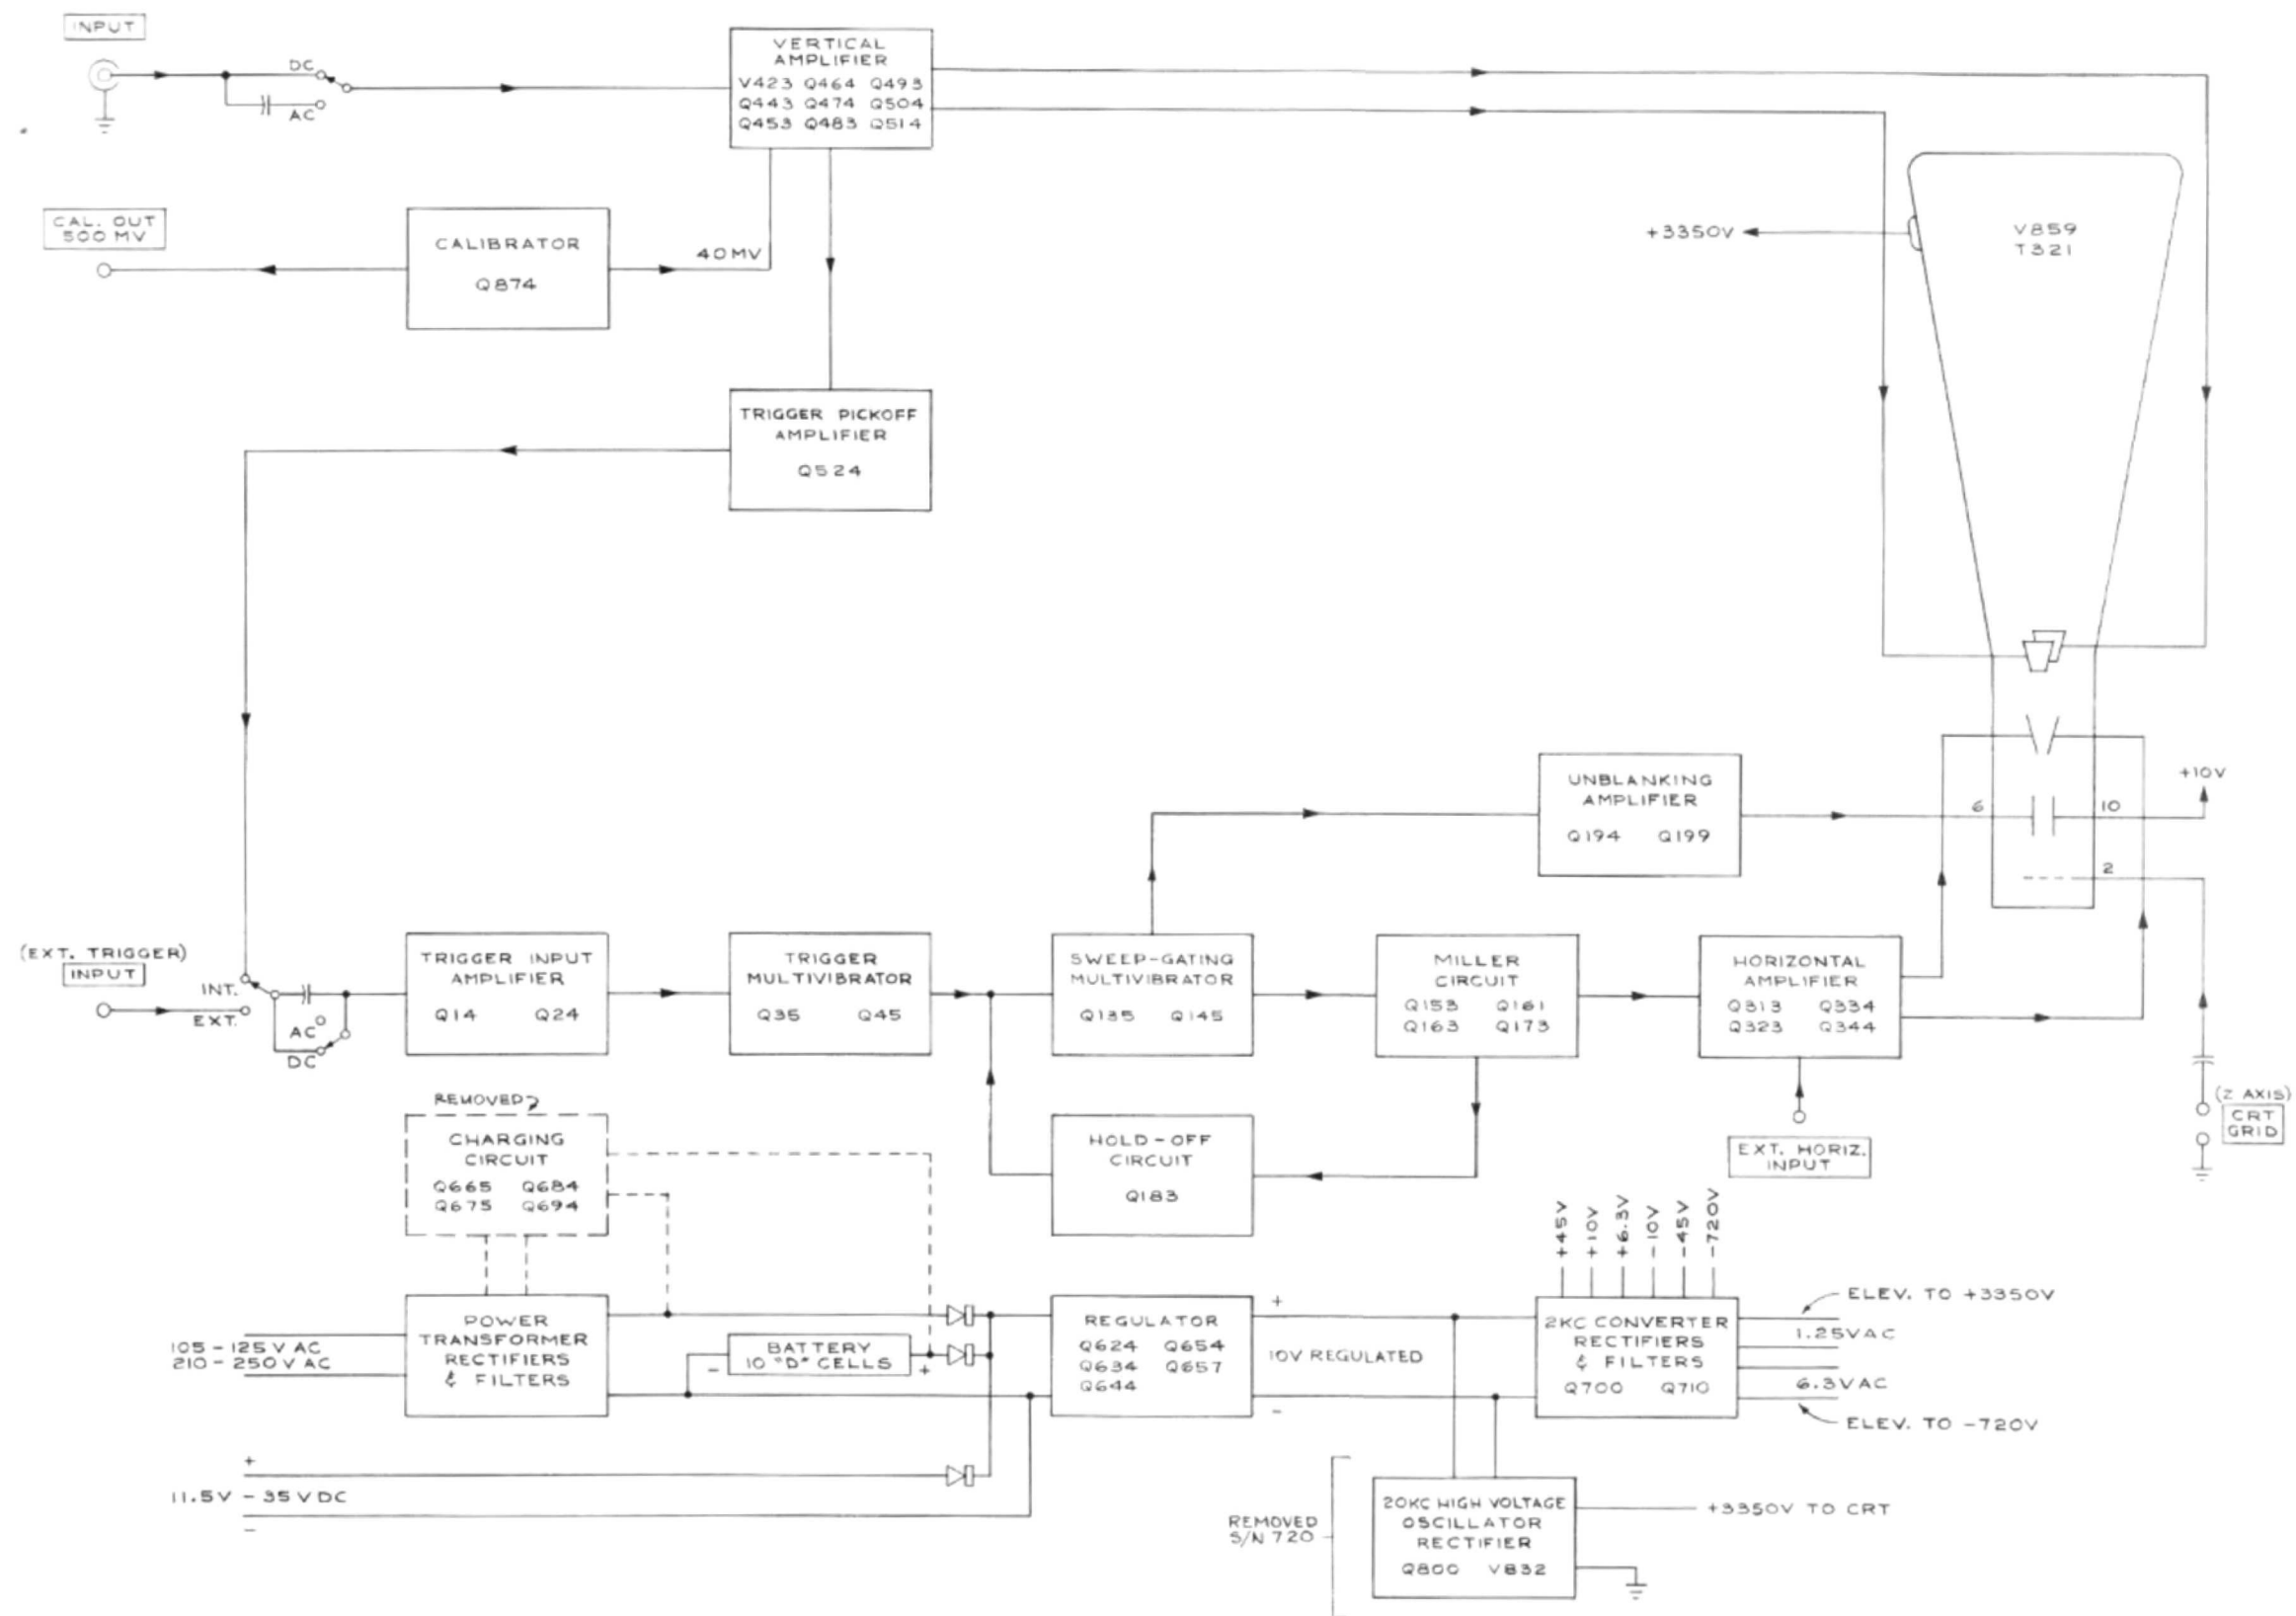 INPUT
DC
AC
VERTICAL
AMPLIFIER
V423 Q464 Q493
Q443 Q474 Q504
Q453 Q483 Q514
CAL. OUT
500 MV
CALIBRATOR
Q874
40MV
+3350V
V859
T321
TRIGGER PICKOFF
AMPLIFIER
Q524
UNBLANKING
AMPLIFIER
Q194 Q199
6
10
+10V
2
(EXT. TRIGGER)
INPUT
INT.
EXT.
AC
DC
TRIGGER INPUT
AMPLIFIER
Q14 Q24
TRIGGER
MULTIVIBRATOR
Q35 Q45
SWEEP-GATING
MULTIVIBRATOR
Q135 Q145
MILLER
CIRCUIT
Q153 Q161
Q163 Q173
HORIZONTAL
AMPLIFIER
Q313 Q334
Q323 Q344
(Z AXIS)
CRT
GRID
EXT. HORIZ.
INPUT
REMOVED
CHARGING
CIRCUIT
Q665 Q684
Q675 Q694
HOLD-OFF
CIRCUIT
Q183
+45V
+10V
+6.3V
-10V
-45V
-720V
105-125 V AC
210-250 V AC
POWER
TRANSFORMER
RECTIFIERS
& FILTERS
BATTERY
10 "D" CELLS
-
+
REGULATOR
Q624 Q654
Q634 Q657
Q644
+
10V REGULATED
-
2KC CONVERTER
RECTIFIERS
& FILTERS
Q700 Q710
ELEV. TO +3350V
1.25VAC
6.3VAC
ELEV. TO -720V
+
11.5V - 35 VDC
-
REMOVED
S/N 720
20KC HIGH VOLTAGE
OSCILLATOR
RECTIFIER
Q800 V832
+3350V TO CRT